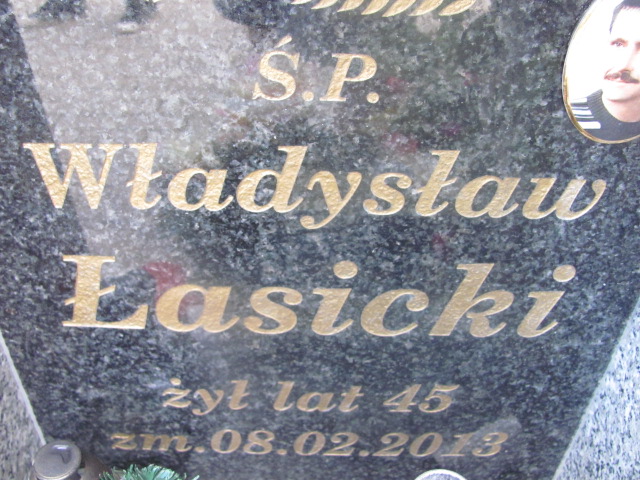 Ś.P.
Władysław
Łasicki
żył lat 45
zm.08.02.2013